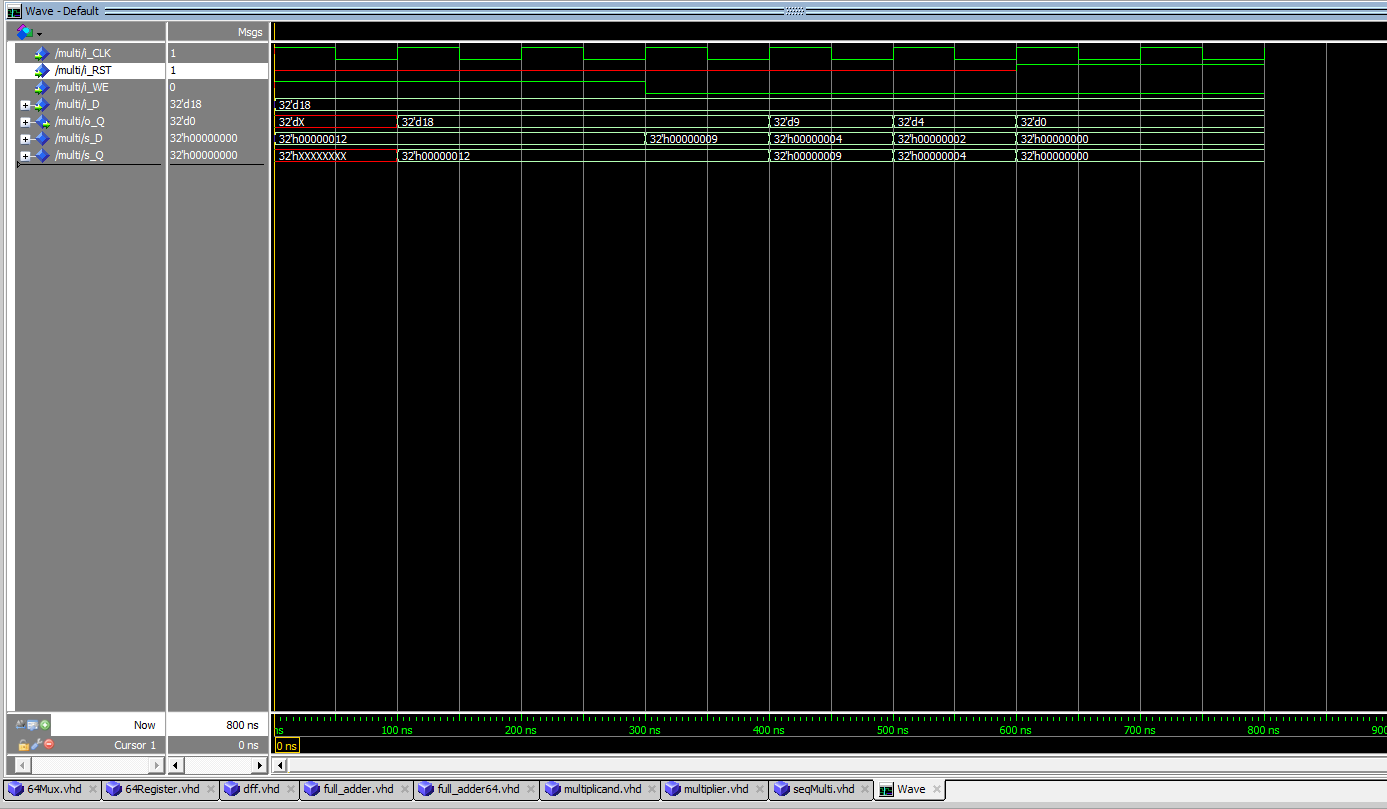 Wave - Default
Msgs
/multi/i_CLK 1
/multi/i_RST 1
/multi/i_WE 0
/multi/i_D 32'd18 32'd18
/multi/o_Q 32'd0 32'dX 32'd18 32'd9 32'd4 32'd0
/multi/s_D 32'h00000000 32'h00000012 32'h00000009 32'h00000004 32'h00000002 32'h00000000
/multi/s_Q 32'h00000000 32'hXXXXXXXX 32'h00000012 32'h00000009 32'h00000004 32'h00000000
Now 800 ns ns 100 ns 200 ns 300 ns 400 ns 500 ns 600 ns 700 ns 800 ns 900
Cursor 1 0 ns 0 ns
64Mux.vhd 64Register.vhd dff.vhd full_adder.vhd full_adder64.vhd multiplicand.vhd multiplier.vhd seqMulti.vhd Wave